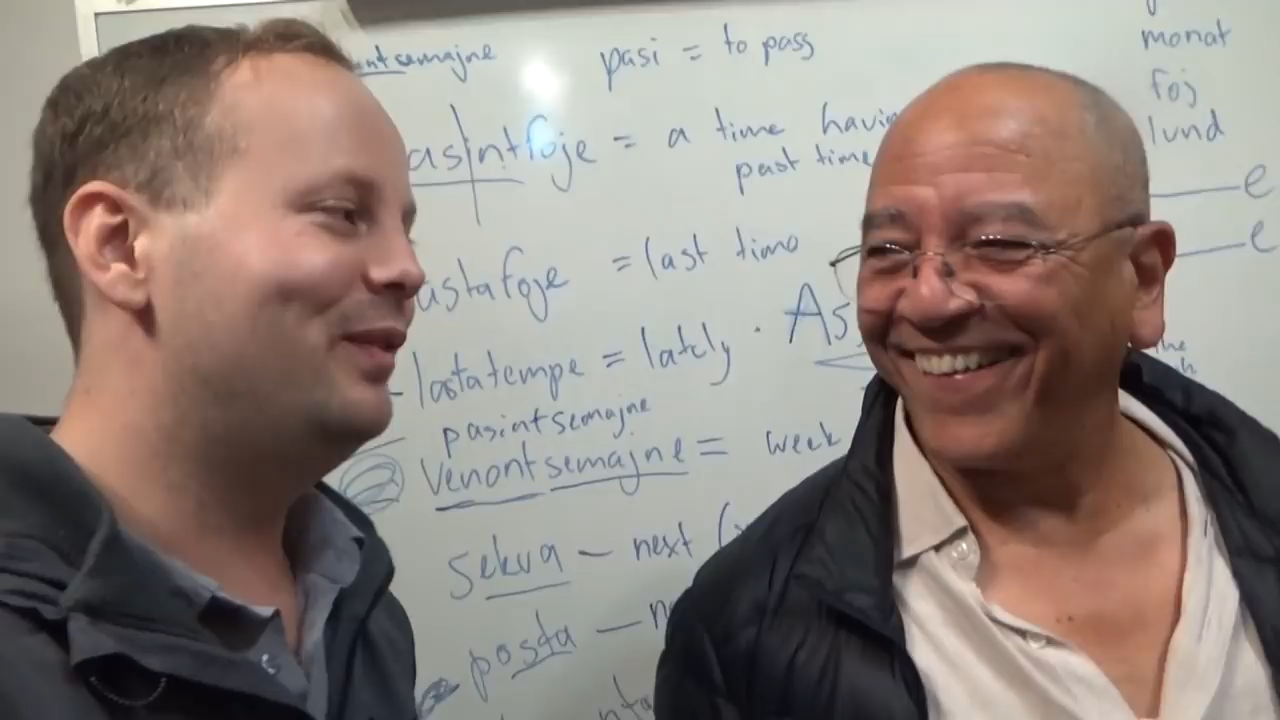 semajne
pasi = to pass
monat
foj
lund
asintfoje = a time
past time
e
e
astafoje = last time
lastatempe = lately. As
pasintsemajne
venontsemajne = week
sekva — next
posta —